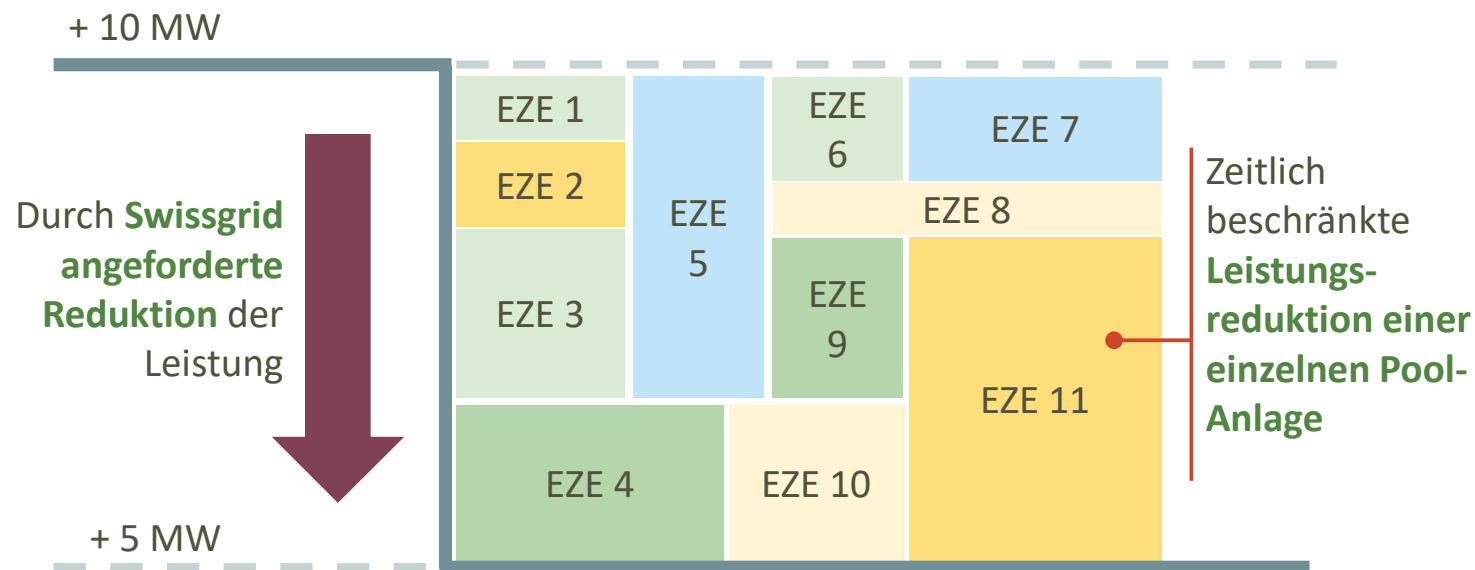 + 10 MW
Durch Swissgrid
angeforderte
Reduktion der
Leistung
+ 5 MW
EZE 1
EZE 2
EZE 3
EZE 4
EZE
5
EZE
6
EZE 7
EZE 8
EZE
9
EZE 10
EZE 11
Zeitlich
beschränkte
Leistungs-
reduktion einer
einzelnen Pool-
Anlage